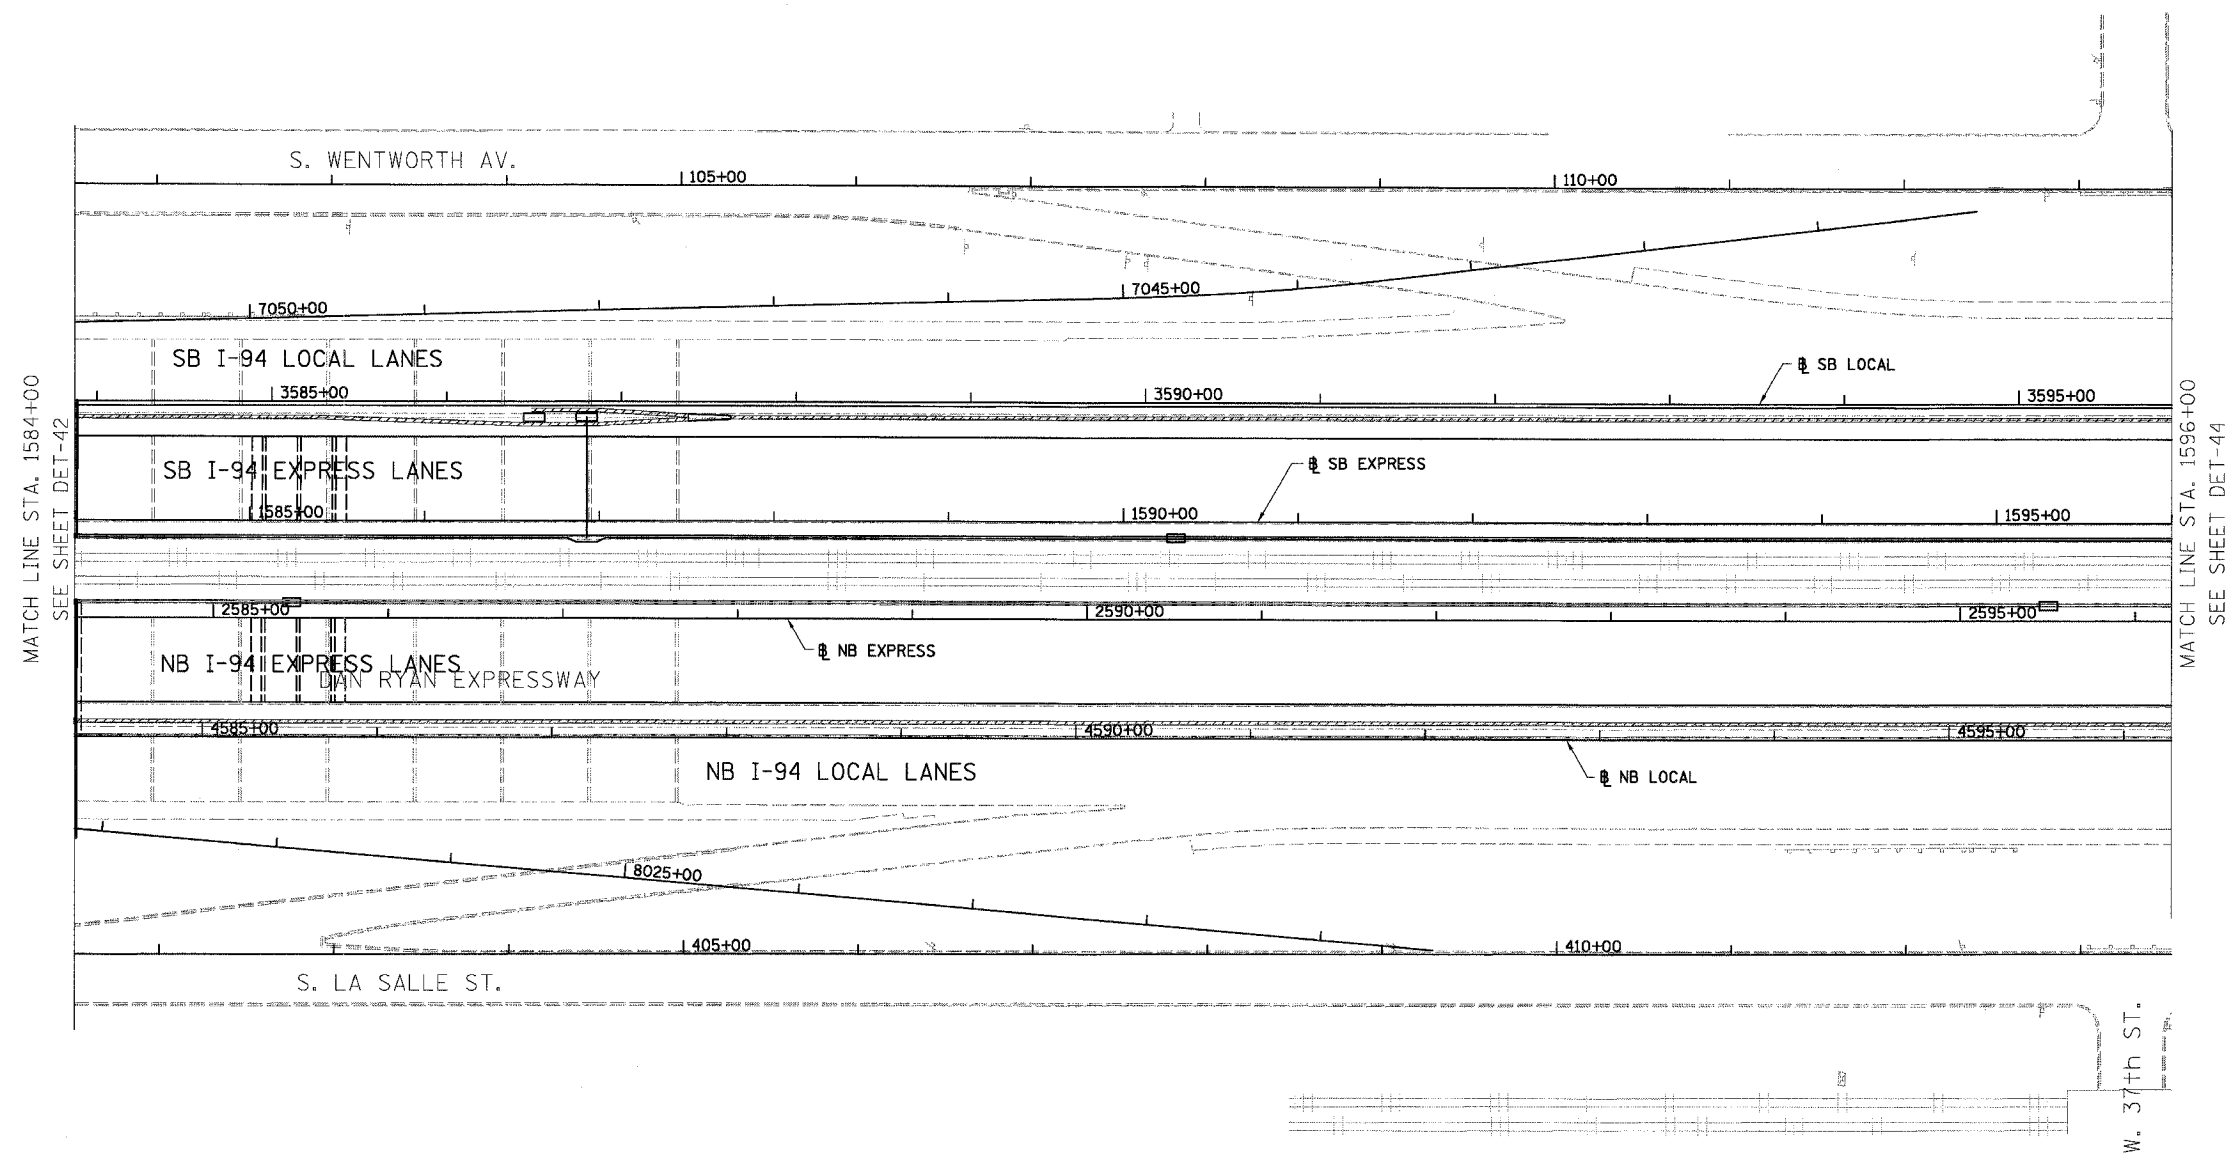 S. WENTWORTH AV.
105+00
110+00
7050+00
7045+00
SB I-94 LOCAL LANES
3585+00
3590+00
3595+00
℄ SB LOCAL
MATCH LINE STA. 1584+00
SEE SHEET DET-42
SB I-94 EXPRESS LANES
℄ SB EXPRESS
1585+00
1590+00
1595+00
MATCH LINE STA. 1596+00
SEE SHEET DET-44
2585+00
2590+00
2595+00
℄ NB EXPRESS
NB I-94 EXPRESS LANES
DAN RYAN EXPRESSWAY
4585+00
4590+00
4595+00
NB I-94 LOCAL LANES
℄ NB LOCAL
8025+00
405+00
410+00
S. LA SALLE ST.
W. 37th ST.